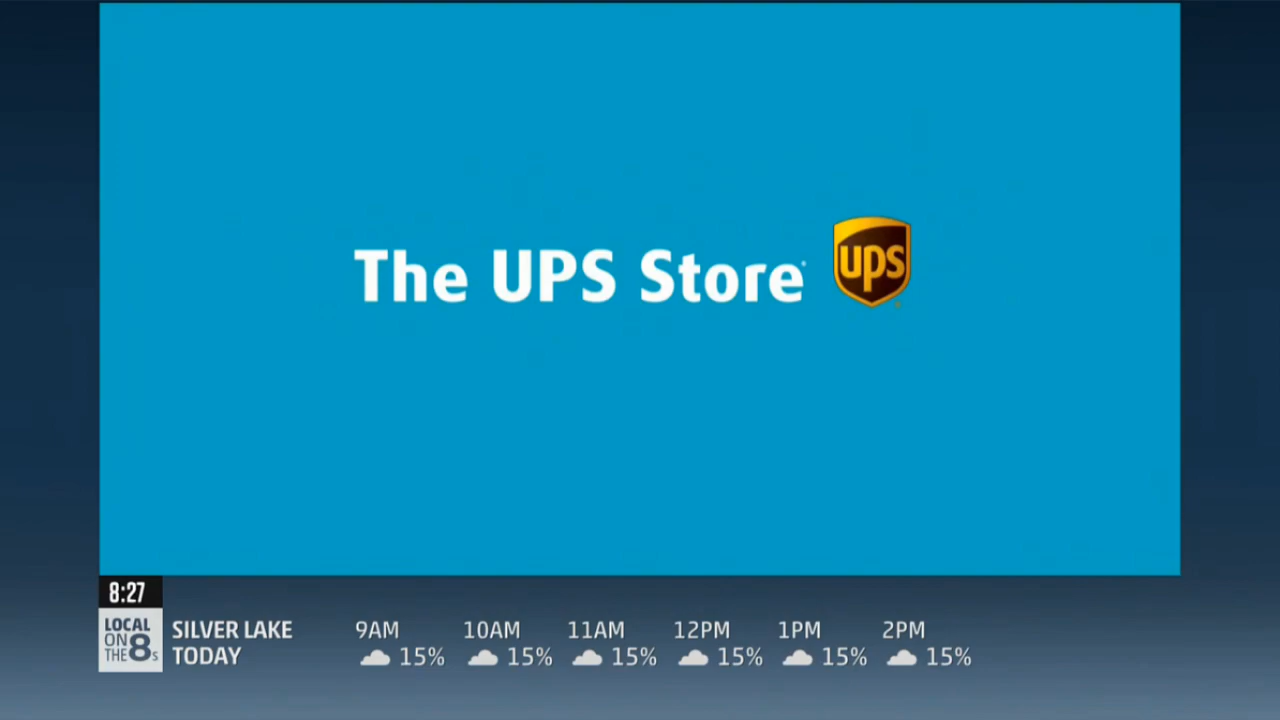 The UPS Store
ups
8:27
LOCAL
ON
THE 8s
SILVER LAKE
TODAY
9AM 10AM 11AM 12PM 1PM 2PM
15% 15% 15% 15% 15% 15%